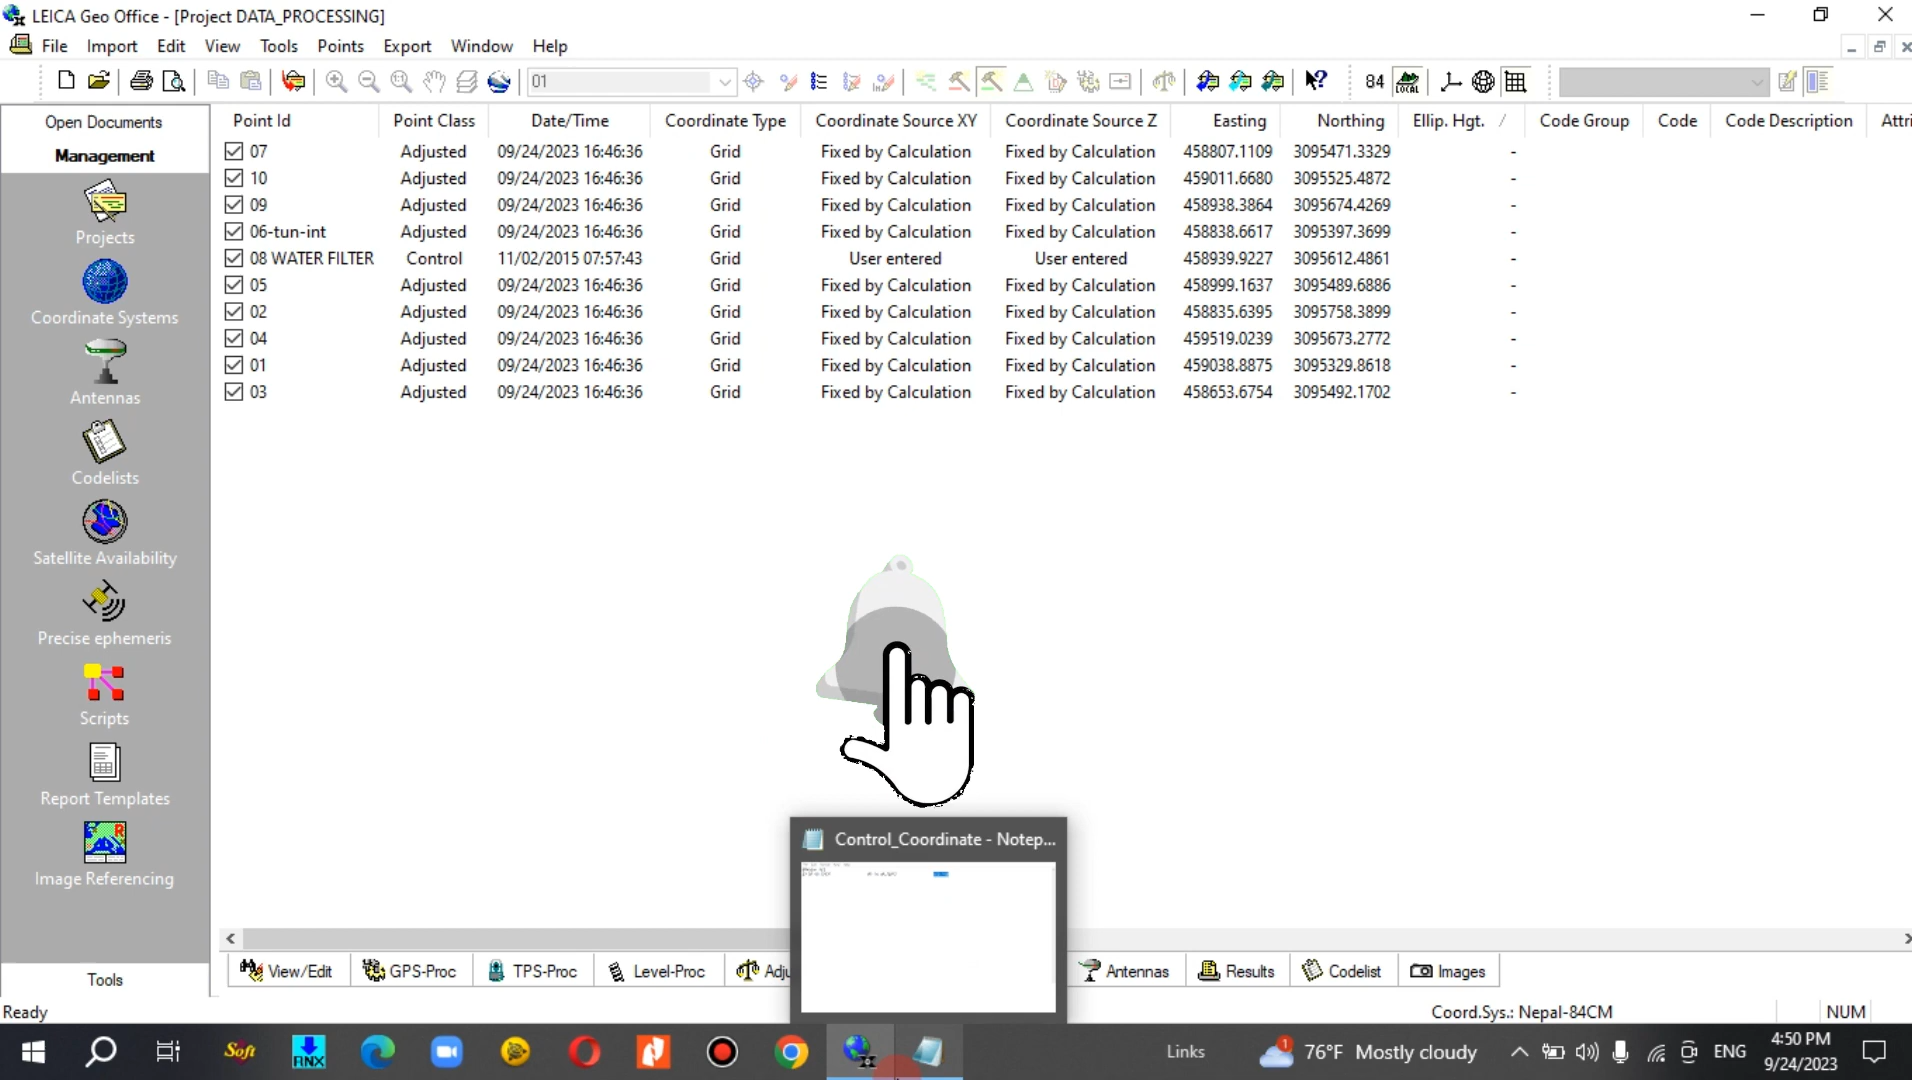 LEICA Geo Office - [Project DATA_PROCESSING]
File Import Edit View Tools Points Export Window Help
01 84 LOCAL
Open Documents
Management
Projects
Coordinate Systems
Antennas
Codelists
Satellite Availability
Precise ephemeris
Scripts
Report Templates
Image Referencing
Tools
Point Id Point Class Date/Time Coordinate Type Coordinate Source XY Coordinate Source Z Easting Northing Ellip. Hgt. / Code Group Code Code Description Attri
07 Adjusted 09/24/2023 16:46:36 Grid Fixed by Calculation Fixed by Calculation 458807.1109 3095471.3329 -
10 Adjusted 09/24/2023 16:46:36 Grid Fixed by Calculation Fixed by Calculation 459011.6680 3095525.4872 -
09 Adjusted 09/24/2023 16:46:36 Grid Fixed by Calculation Fixed by Calculation 458938.3864 3095674.4269 -
06-tun-int Adjusted 09/24/2023 16:46:36 Grid Fixed by Calculation Fixed by Calculation 458838.6617 3095397.3699 -
08 WATER FILTER Control 11/02/2015 07:57:43 Grid User entered User entered 458939.9227 3095612.4861 -
05 Adjusted 09/24/2023 16:46:36 Grid Fixed by Calculation Fixed by Calculation 458999.1637 3095489.6886 -
02 Adjusted 09/24/2023 16:46:36 Grid Fixed by Calculation Fixed by Calculation 458835.6395 3095758.3899 -
04 Adjusted 09/24/2023 16:46:36 Grid Fixed by Calculation Fixed by Calculation 459519.0239 3095673.2772 -
01 Adjusted 09/24/2023 16:46:36 Grid Fixed by Calculation Fixed by Calculation 459038.8875 3095329.8618 -
03 Adjusted 09/24/2023 16:46:36 Grid Fixed by Calculation Fixed by Calculation 458653.6754 3095492.1702 -
Control_Coordinate - Notep...
View/Edit GPS-Proc TPS-Proc Level-Proc Adju Antennas Results Codelist Images
Ready Coord.Sys.: Nepal-84CM NUM
Soft RNX Links 1 76°F Mostly cloudy ENG 4:50 PM
9/24/2023